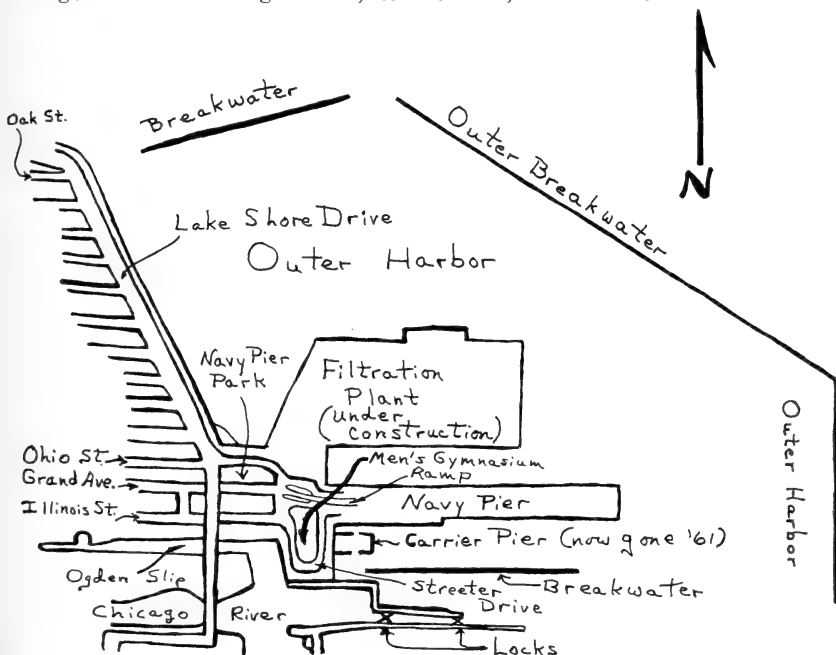 Oak St.
Breakwater
Outer Breakwater
N
Lake Shore Drive
Outer Harbor
Navy Pier
Park
Filtration
Plant
(under
construction)
Outer Harbor
Ohio St.
Grand Ave.
Illinois St.
Men's Gymnasium
Ramp
Navy Pier
Carrier Pier (now gone '61)
Ogden Slip
Streeter
Drive
Breakwater
Chicago River
Locks